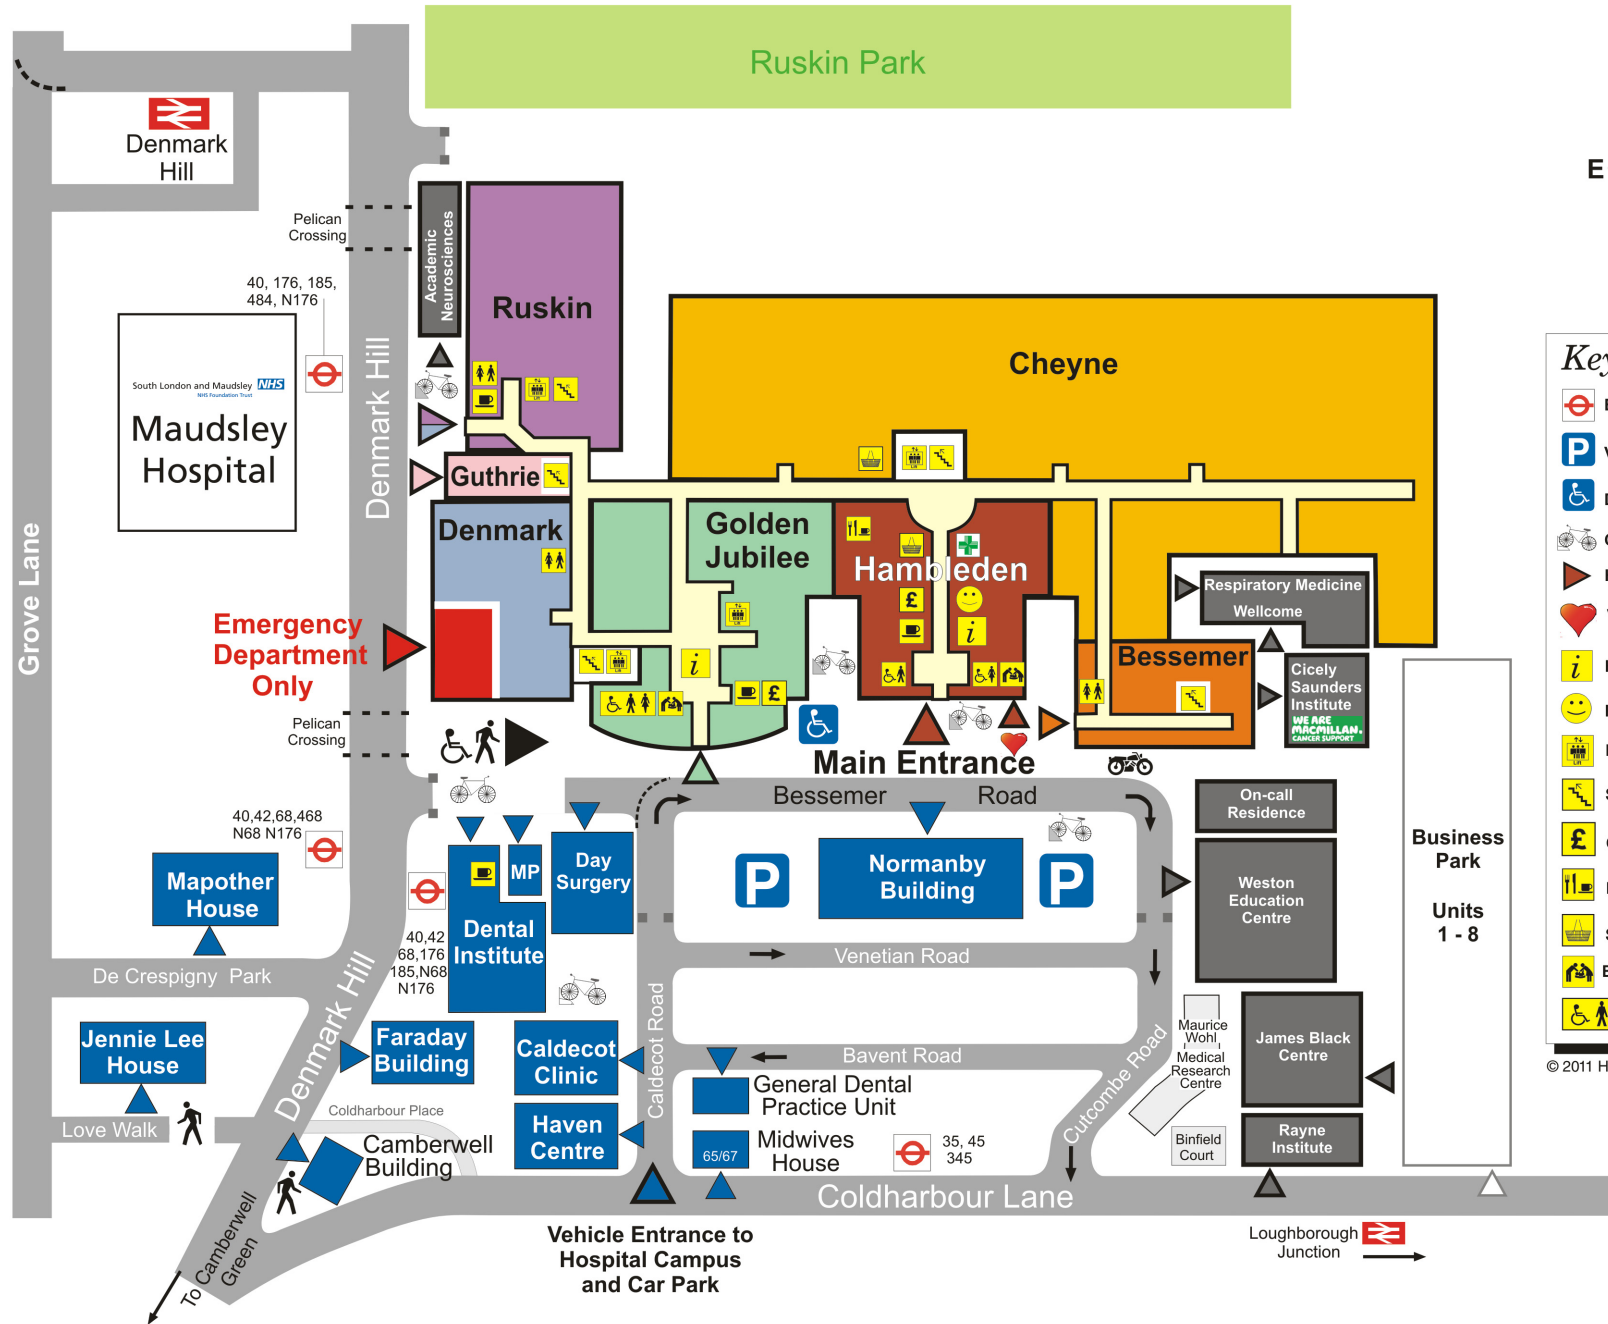 Ruskin Park
Denmark
Hill
E
Pelican
Crossing
Academic
Neurosciences
40, 176, 185,
484, N176
Ruskin
Cheyne
South London and Maudsley NHS
NHS Foundation Trust
Maudsley
Hospital
Denmark Hill
Grove Lane
Lift
Guthrie
Lift
Denmark
Golden
Jubilee
Hambleden
£
i
Respiratory Medicine
Wellcome
Emergency
Department
Only
Lift
Lift
i
£
Bessemer
Cicely
Saunders
Institute
WE ARE
MACMILLAN.
CANCER SUPPORT
Pelican
Crossing
Main Entrance
Bessemer Road
On-call
Residence
40,42,68,468
N68 N176
Mapother
House
MP
Day
Surgery
P
Normanby
Building
P
Weston
Education
Centre
Business
Park
Units
1 - 8
Dental
Institute
40,42
68,176
185,N68
N176
Venetian Road
De Crespigny Park
Denmark Hill
Caldecot Road
Jennie Lee
House
Faraday
Building
Caldecot
Clinic
Bavent Road
General Dental
Practice Unit
Cutcombe Road
Maurice
Wohl
Medical
Research
Centre
James Black
Centre
Love Walk
Coldharbour Place
Camberwell
Building
Haven
Centre
65/67
Midwives
House
35, 45
345
Binfield
Court
Rayne
Institute
Coldharbour Lane
To Camberwell
Green
Vehicle Entrance to
Hospital Campus
and Car Park
Loughborough
Junction
Key
P
i
Lift
£
© 2011 H